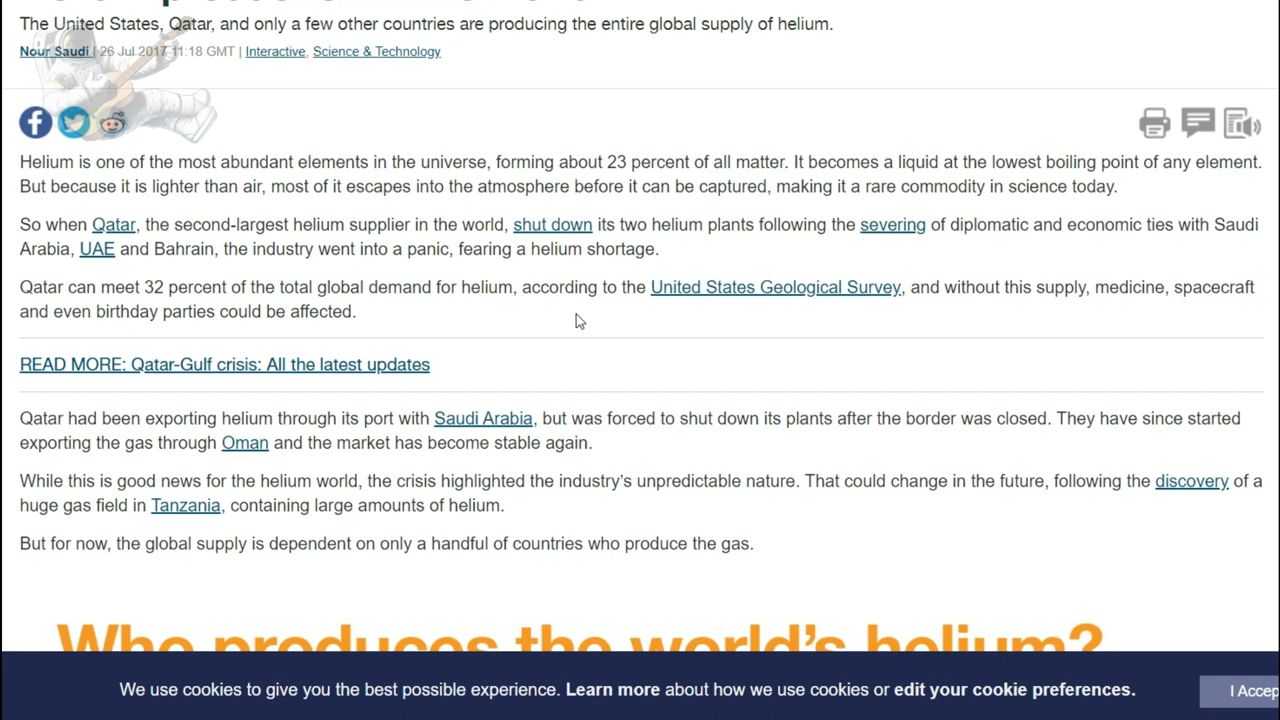 The United States, Qatar, and only a few other countries are producing the entire global supply of helium.
Nour Saudi | 26 Jul 2017 11:18 GMT | Interactive, Science & Technology
Helium is one of the most abundant elements in the universe, forming about 23 percent of all matter. It becomes a liquid at the lowest boiling point of any element.
But because it is lighter than air, most of it escapes into the atmosphere before it can be captured, making it a rare commodity in science today.
So when Qatar, the second-largest helium supplier in the world, shut down its two helium plants following the severing of diplomatic and economic ties with Saudi
Arabia, UAE and Bahrain, the industry went into a panic, fearing a helium shortage.
Qatar can meet 32 percent of the total global demand for helium, according to the United States Geological Survey, and without this supply, medicine, spacecraft
and even birthday parties could be affected.
READ MORE: Qatar-Gulf crisis: All the latest updates
Qatar had been exporting helium through its port with Saudi Arabia, but was forced to shut down its plants after the border was closed. They have since started
exporting the gas through Oman and the market has become stable again.
While this is good news for the helium world, the crisis highlighted the industry's unpredictable nature. That could change in the future, following the discovery of a
huge gas field in Tanzania, containing large amounts of helium.
But for now, the global supply is dependent on only a handful of countries who produce the gas.
Who produces the world's helium?
We use cookies to give you the best possible experience. Learn more about how we use cookies or edit your cookie preferences.
I Accep